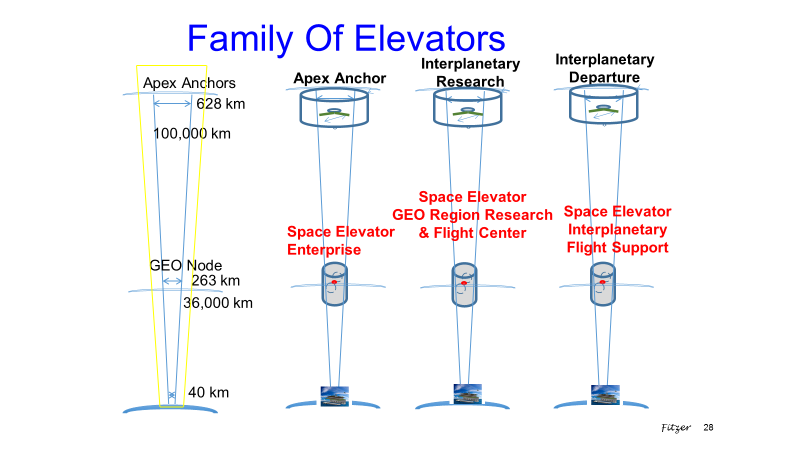 Family Of Elevators
Apex Anchors
628 km
100,000 km
GEO Node
263 km
36,000 km
40 km
Apex Anchor
Space Elevator
Enterprise
Interplanetary
Research
Space Elevator
GEO Region Research
& Flight Center
Interplanetary
Departure
Space Elevator
Interplanetary
Flight Support
Fitzer
28